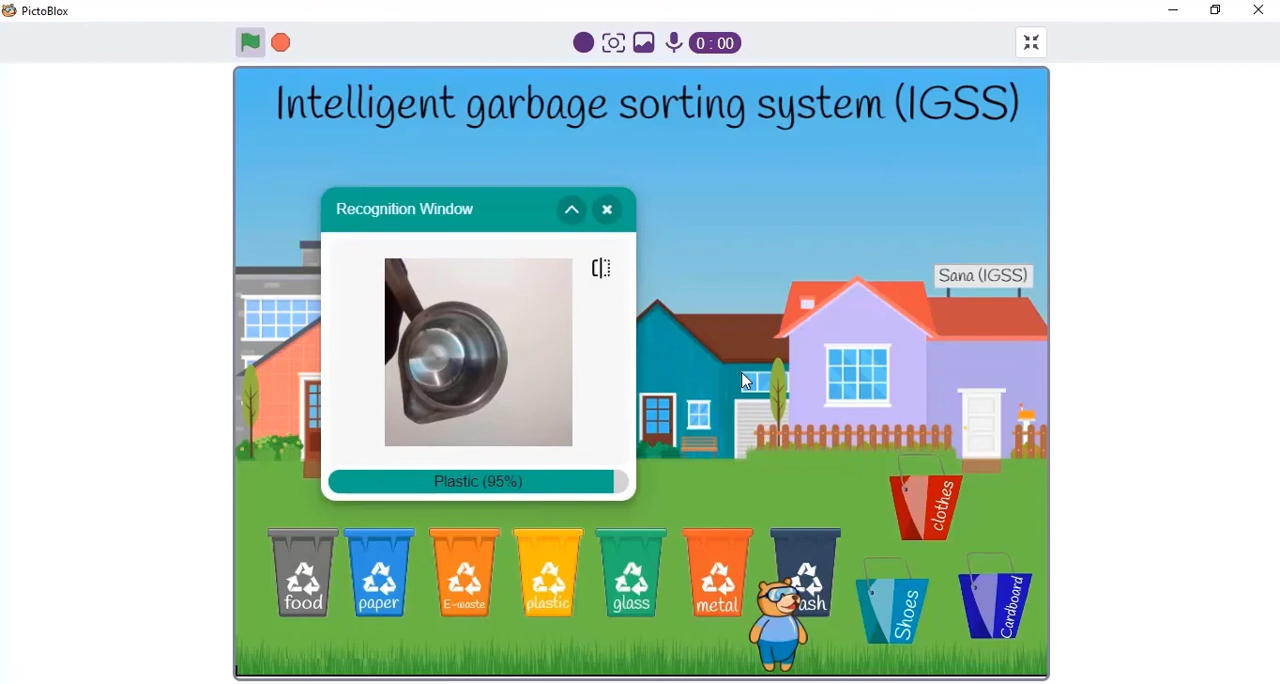 PictoBlox
0 : 00
Intelligent garbage sorting system (IGSS)
Recognition Window
Sana (IGSS)
Plastic (95%)
clothes
food
paper
E-waste
plastic
glass
metal
Shoes
Cardboard